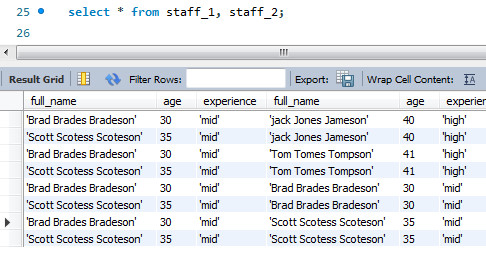 25 select * from staff_1, staff_2;
26
Result Grid Filter Rows: Export: Wrap Cell Content: IA
full_name age experience full_name age experien
'Brad Brades Bradeson' 30 'mid' 'jack Jones Jameson' 40 'high'
'Scott Scotess Scoteson' 35 'mid' 'jack Jones Jameson' 40 'high'
'Brad Brades Bradeson' 30 'mid' 'Tom Tomes Tompson' 41 'high'
'Scott Scotess Scoteson' 35 'mid' 'Tom Tomes Tompson' 41 'high'
'Brad Brades Bradeson' 30 'mid' 'Brad Brades Bradeson' 30 'mid'
'Scott Scotess Scoteson' 35 'mid' 'Brad Brades Bradeson' 30 'mid'
'Brad Brades Bradeson' 30 'mid' 'Scott Scotess Scoteson' 35 'mid'
'Scott Scotess Scoteson' 35 'mid' 'Scott Scotess Scoteson' 35 'mid'